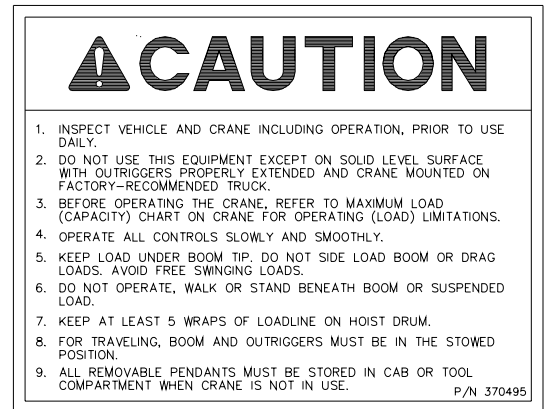 CAUTION
1. INSPECT VEHICLE AND CRANE INCLUDING OPERATION, PRIOR TO USE
DAILY.
2. DO NOT USE THIS EQUIPMENT EXCEPT ON SOLID LEVEL SURFACE
WITH OUTRIGGERS PROPERLY EXTENDED AND CRANE MOUNTED ON
FACTORY-RECOMMENDED TRUCK.
3. BEFORE OPERATING THE CRANE, REFER TO MAXIMUM LOAD
(CAPACITY) CHART ON CRANE FOR OPERATING (LOAD) LIMITATIONS.
4. OPERATE ALL CONTROLS SLOWLY AND SMOOTHLY.
5. KEEP LOAD UNDER BOOM TIP. DO NOT SIDE LOAD BOOM OR DRAG
LOADS. AVOID FREE SWINGING LOADS.
6. DO NOT OPERATE, WALK OR STAND BENEATH BOOM OR SUSPENDED
LOAD.
7. KEEP AT LEAST 5 WRAPS OF LOADLINE ON HOIST DRUM.
8. FOR TRAVELING, BOOM AND OUTRIGGERS MUST BE IN THE STOWED
POSITION.
9. ALL REMOVABLE PENDANTS MUST BE STORED IN CAB OR TOOL
COMPARTMENT WHEN CRANE IS NOT IN USE.
P/N 370495